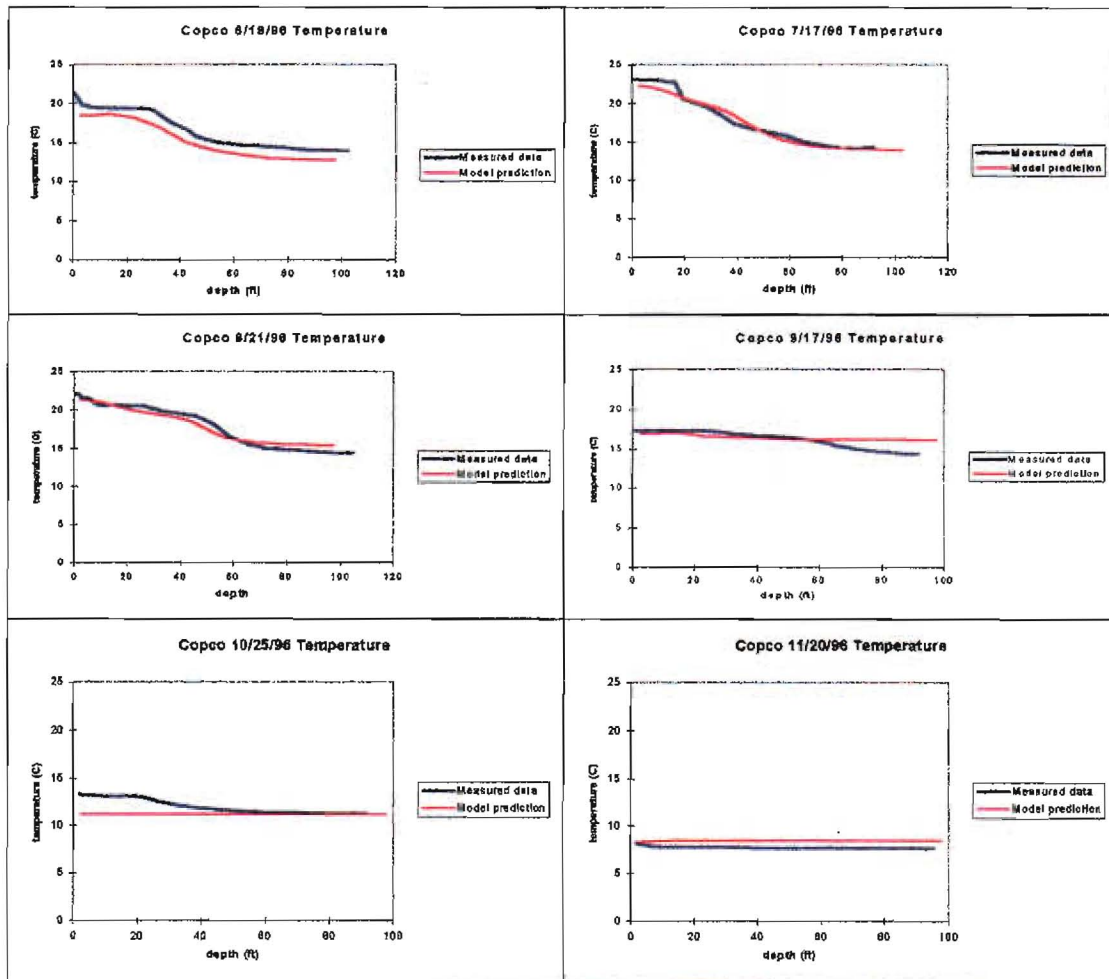 Copco 6/19/96 Temperature
25
20
15
10
5
0
temperature (C)
0 20 40 60 80 100 120
depth (ft)
Measured data
Model prediction
Copco 7/17/96 Temperature
25
20
15
10
5
0
temperature (C)
0 20 40 60 80 100 120
depth (ft)
Measured data
Model prediction
Copco 8/21/96 Temperature
25
20
15
10
5
0
temperature (C)
0 20 40 60 80 100 120
depth
Measured data
Model prediction
Copco 9/17/96 Temperature
25
20
15
10
5
0
temperature (C)
0 20 40 60 80 100
depth (ft)
Measured data
Model prediction
Copco 10/25/96 Temperature
25
20
15
10
5
0
temperature (C)
0 20 40 60 80 100
depth (ft)
Measured data
Model prediction
Copco 11/20/96 Temperature
25
20
15
10
5
0
temperature (C)
0 20 40 60 80 100
depth (ft)
Measured data
Model prediction